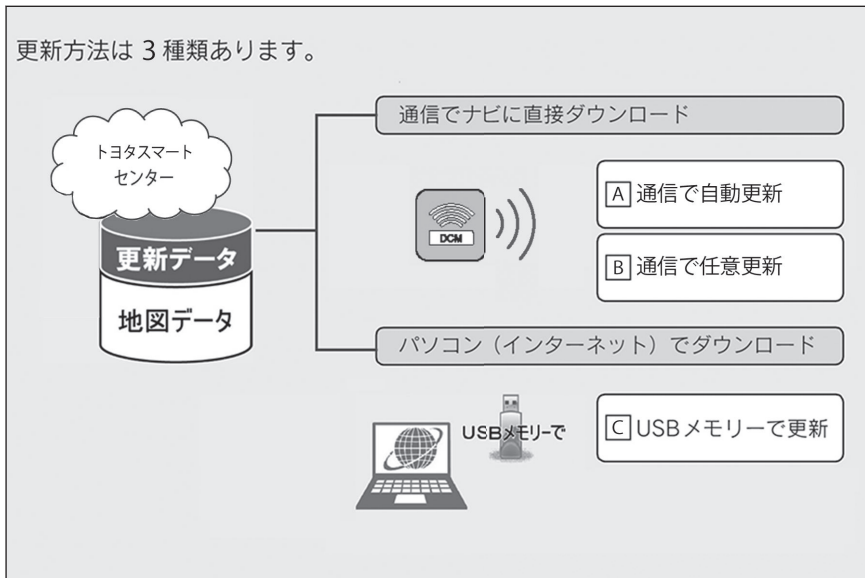 更新方法は3種類あります。
トヨタスマート
センター
更新データ
地図データ
通信でナビに直接ダウンロード
DCM
A 通信で自動更新
B 通信で任意更新
パソコン（インターネット）でダウンロード
USBメモリーで
C USBメモリーで更新